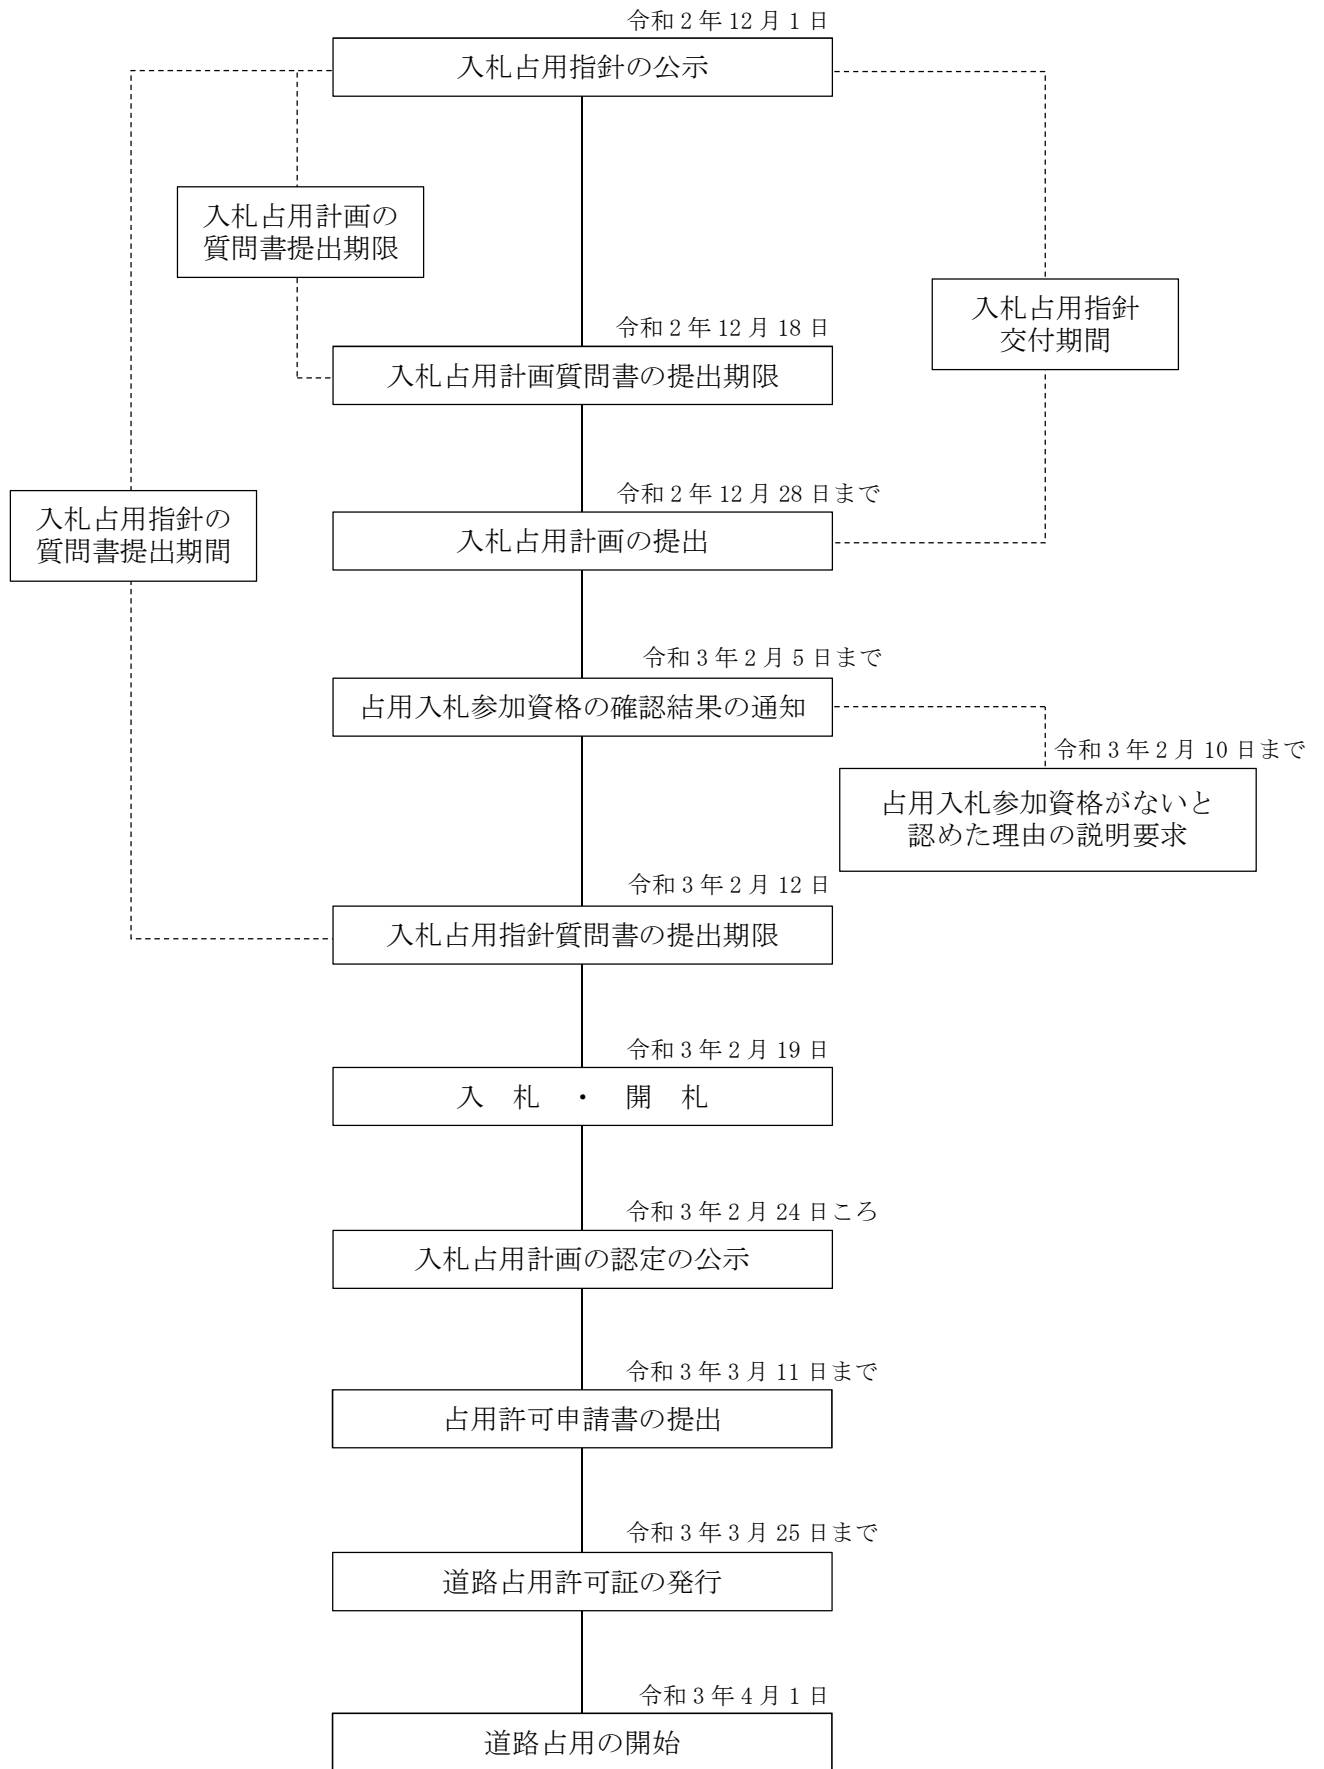 令和２年12月１日
入札占用指針の公示
入札占用計画の
質問書提出期限
入札占用指針
交付期間
令和２年12月18日
入札占用計画質問書の提出期限
令和２年12月28日まで
入札占用計画の提出
入札占用指針の
質問書提出期間
令和３年２月５日まで
占用入札参加資格の確認結果の通知
令和３年２月10日まで
占用入札参加資格がないと
認めた理由の説明要求
令和３年２月12日
入札占用指針質問書の提出期限
令和３年２月19日
入　札　・　開　札
令和３年２月24日ころ
入札占用計画の認定の公示
令和３年３月11日まで
占用許可申請書の提出
令和３年３月25日まで
道路占用許可証の発行
令和３年４月１日
道路占用の開始